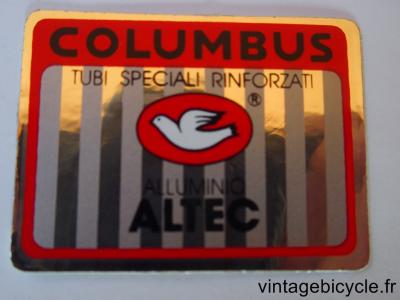 COLUMBUS
TUBI SPECIALI RINFORZATI
®
ALLUMINIO
ALTEC
vintagebicycle.fr